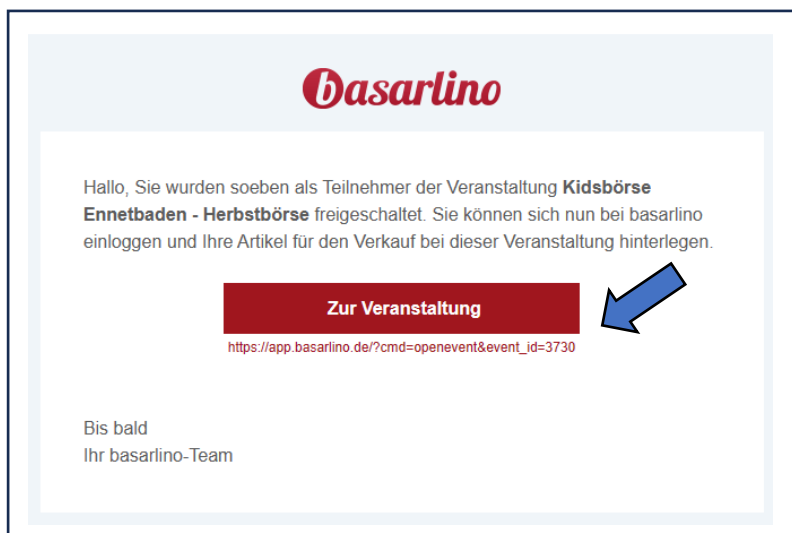 basarlino
Hallo, Sie wurden soeben als Teilnehmer der Veranstaltung Kidsbörse
Ennetbaden - Herbstbörse freigeschaltet. Sie können sich nun bei basarlino
einloggen und Ihre Artikel für den Verkauf bei dieser Veranstaltung hinterlegen.
Zur Veranstaltung
https://app.basarlino.de/?cmd=openevent&event_id=3730
Bis bald
Ihr basarlino-Team